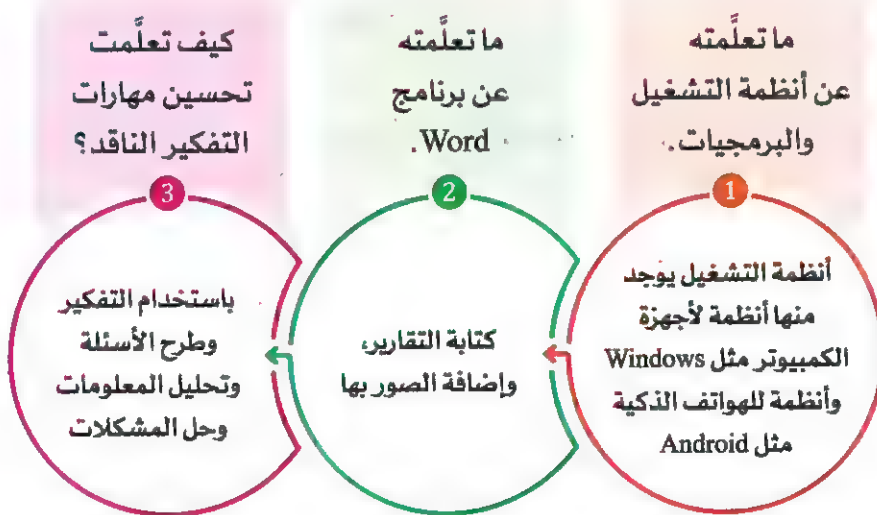 ما تعلَّمته
عن أنظمة التشغيل
والبرمجيات.
1
أنظمة التشغيل يوجد
منها أنظمة لأجهزة
الكمبيوتر مثل Windows
وأنظمة للهواتف الذكية
مثل Android
ما تعلَّمته
عن برنامج
Word.
2
كتابة التقارير،
وإضافة الصور بها
كيف تعلَّمت
تحسين مهارات
التفكير الناقد؟
3
باستخدام التفكير
وطرح الأسئلة
وتحليل المعلومات
وحل المشكلات